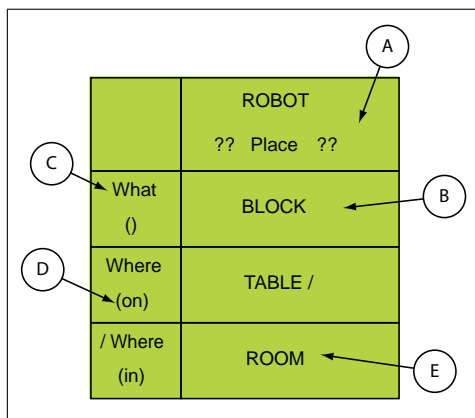 A
ROBOT
?? Place ??
C
What
()
BLOCK
B
D
Where
(on)
TABLE /
/ Where
(in)
ROOM
E